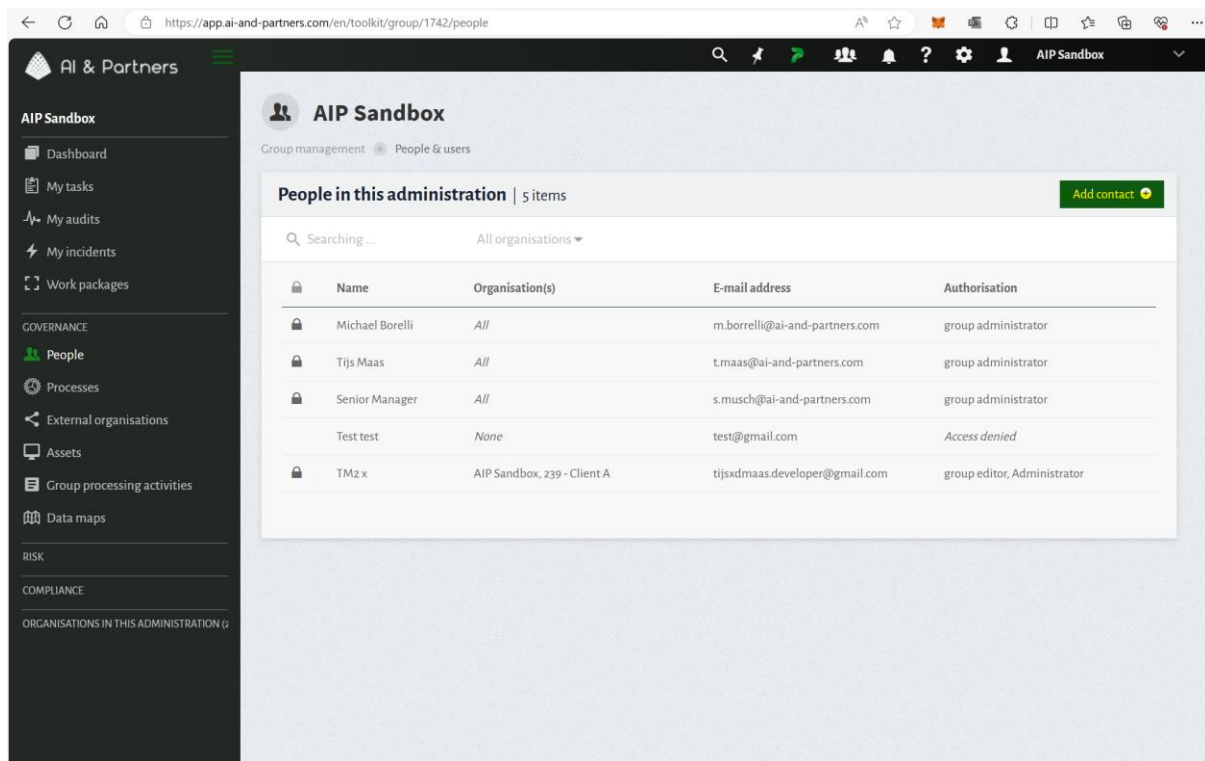 https://app.ai-and-partners.com/en/toolkit/group/1742/people
AI & Partners
AIP Sandbox
AIP Sandbox
Dashboard
My tasks
My audits
My incidents
Work packages
GOVERNANCE
People
Processes
External organisations
Assets
Group processing activities
Data maps
RISK
COMPLIANCE
ORGANISATIONS IN THIS ADMINISTRATION (2
AIP Sandbox
Group management People & users
People in this administration | 5 items
Add contact
Searching ... All organisations
Name Organisation(s) E-mail address Authorisation
Michael Borelli All m.borrelli@ai-and-partners.com group administrator
Tijs Maas All t.maas@ai-and-partners.com group administrator
Senior Manager All s.musch@ai-and-partners.com group administrator
Test test None test@gmail.com Access denied
TM2 x AIP Sandbox, 239 - Client A tijsxdmaas.developer@gmail.com group editor, Administrator